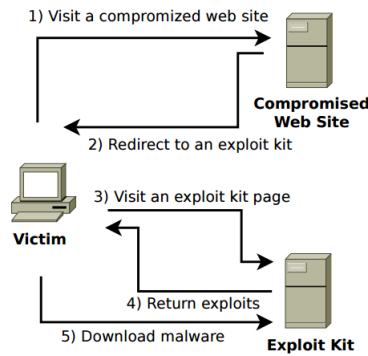 1) Visit a compromized web site
Compromised
Web Site
2) Redirect to an exploit kit
3) Visit an exploit kit page
Victim
4) Return exploits
5) Download malware
Exploit Kit